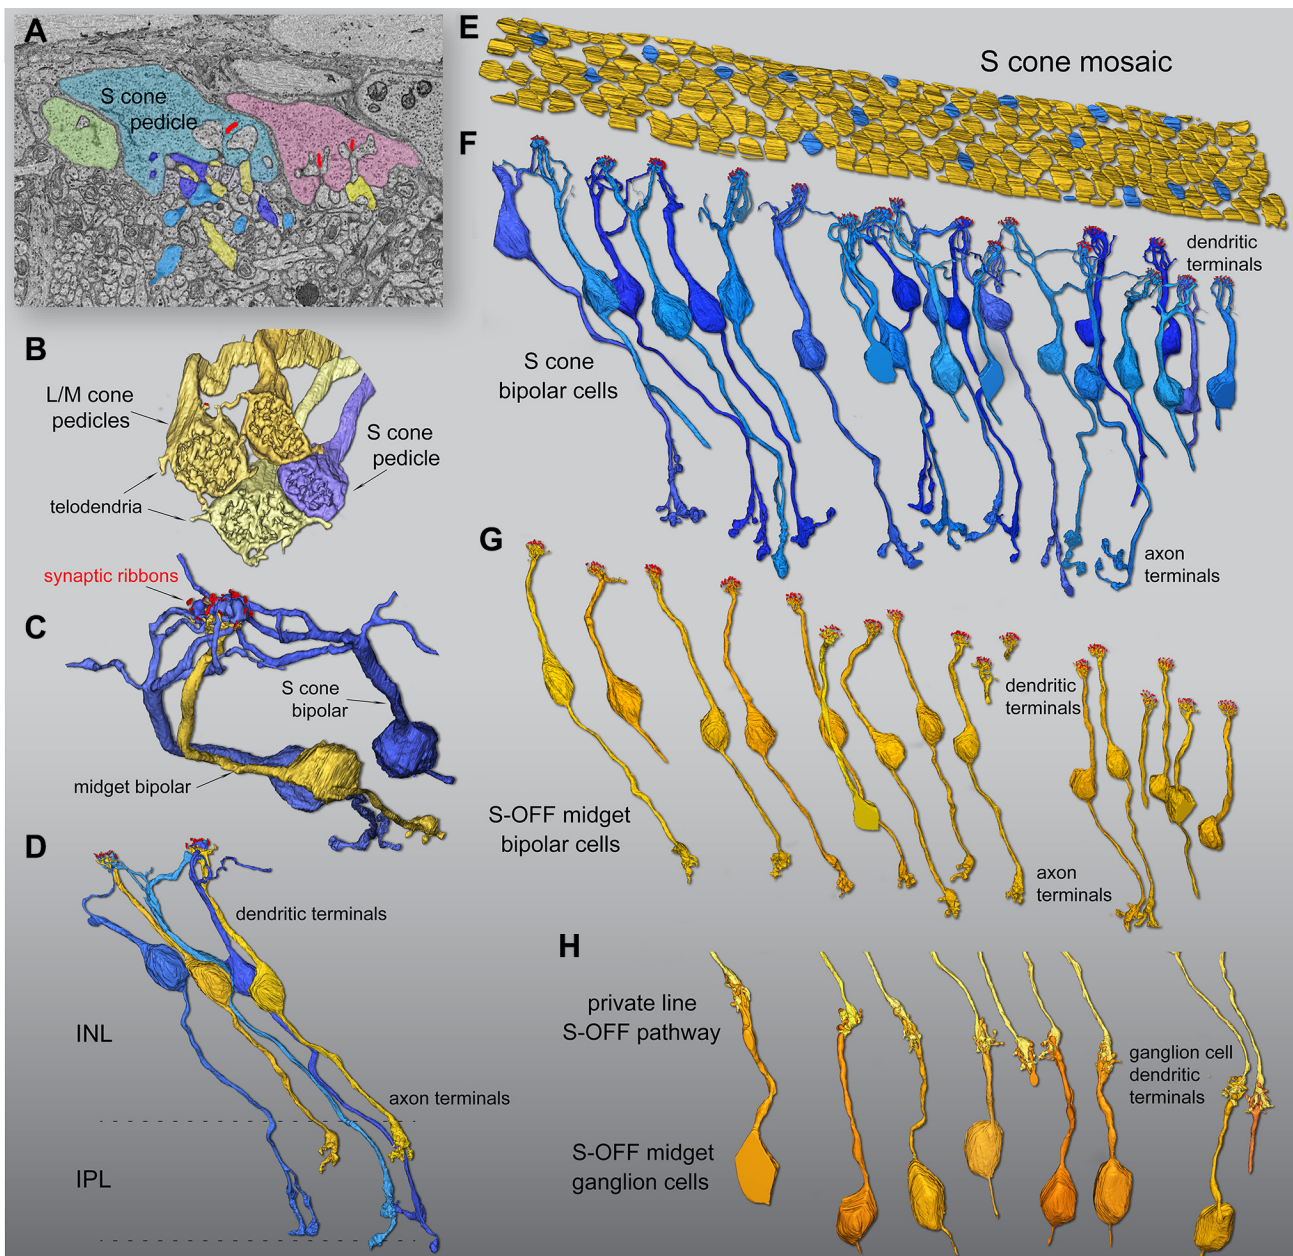 A
S cone
pedicle
B
L/M cone
pedicles
S cone
pedicle
telodendria
synaptic ribbons
C
S cone
bipolar
midget bipolar
D
dendritic terminals
INL
axon terminals
IPL
E
S cone mosaic
F
dendritic
terminals
S cone
bipolar cells
axon
terminals
G
dendritic
terminals
S-OFF midget
bipolar cells
axon
terminals
H
private line
S-OFF pathway
ganglion cell
dendritic
terminals
S-OFF midget
ganglion cells